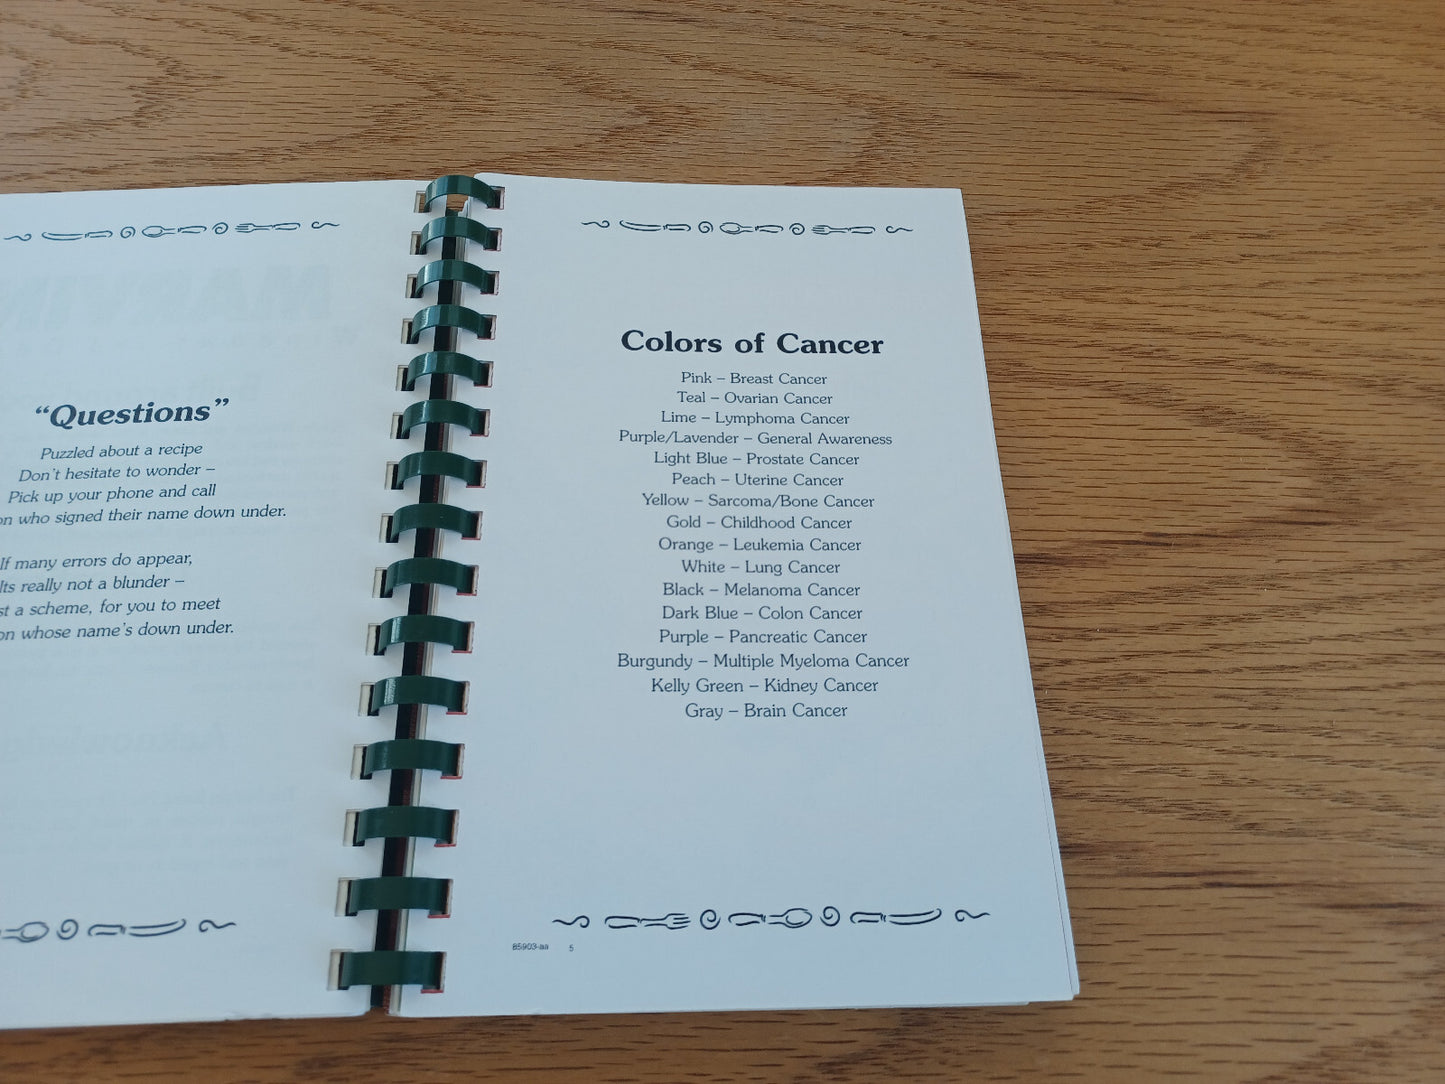 “Questions”
Puzzled about a recipe
Don't hesitate to wonder –
Pick up your phone and call
who signed their name down under.
If many errors do appear,
Its really not a blunder –
a scheme, for you to meet
whose name's down under.
Colors of Cancer
Pink – Breast Cancer
Teal – Ovarian Cancer
Lime – Lymphoma Cancer
Purple/Lavender – General Awareness
Light Blue – Prostate Cancer
Peach – Uterine Cancer
Yellow – Sarcoma/Bone Cancer
Gold – Childhood Cancer
Orange – Leukemia Cancer
White – Lung Cancer
Black – Melanoma Cancer
Dark Blue – Colon Cancer
Purple – Pancreatic Cancer
Burgundy – Multiple Myeloma Cancer
Kelly Green – Kidney Cancer
Gray – Brain Cancer
85903-aa 5